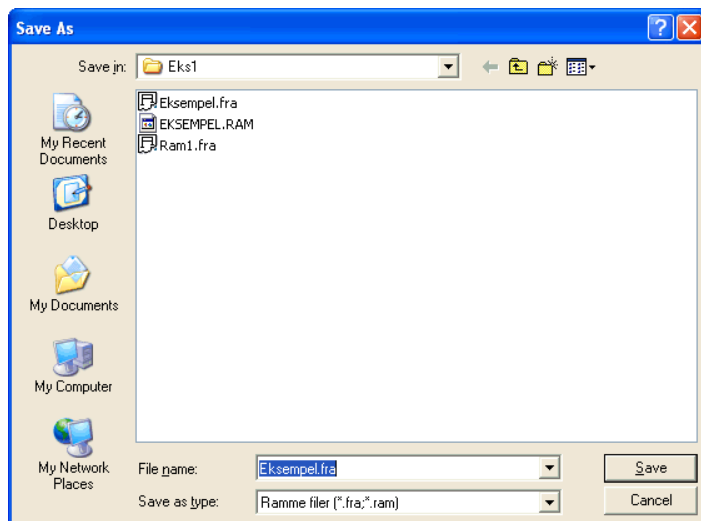 Save As
Save in:
Eks1
My Recent
Documents
Desktop
My Documents
My Computer
My Network
Places
Eksempel.fra
EKSEMPEL.RAM
Ram1.fra
File name:
Eksempel.fra
Save
Save as type:
Ramme filer (*.fra;*.ram)
Cancel